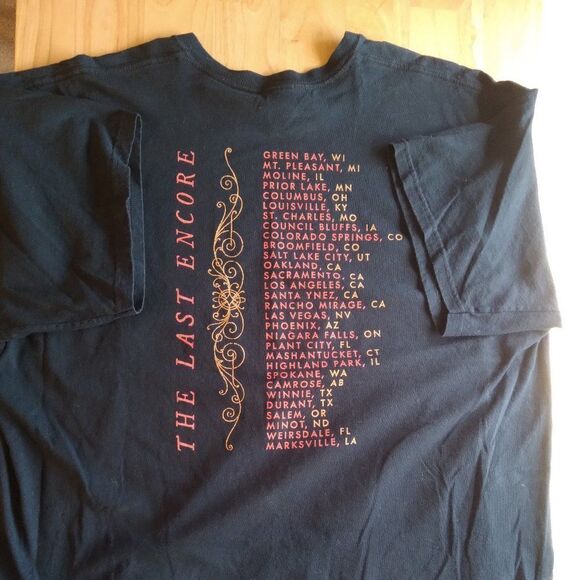 THE LAST ENCORE
GREEN BAY, WI
MT. PLEASANT, MI
MOLINE, IL
PRIOR LAKE, MN
COLUMBUS, OH
LOUISVILLE, KY
ST. CHARLES, MO
COUNCIL BLUFFS, IA
COLORADO SPRINGS, CO
BROOMFIELD, CO
SALT LAKE CITY, UT
OAKLAND, CA
SACRAMENTO, CA
LOS ANGELES, CA
SANTA YNEZ, CA
RANCHO MIRAGE, CA
LAS VEGAS, NV
PHOENIX, AZ
NIAGARA FALLS, ON
PLANT CITY, FL
MASHANTUCKET, CT
HIGHLAND PARK, IL
SPOKANE, WA
CAMROSE, AB
WINNIE, TX
DURANT, TX
SALEM, OR
MINOT, ND
WEIRSDALE, FL
MARKSVILLE, LA